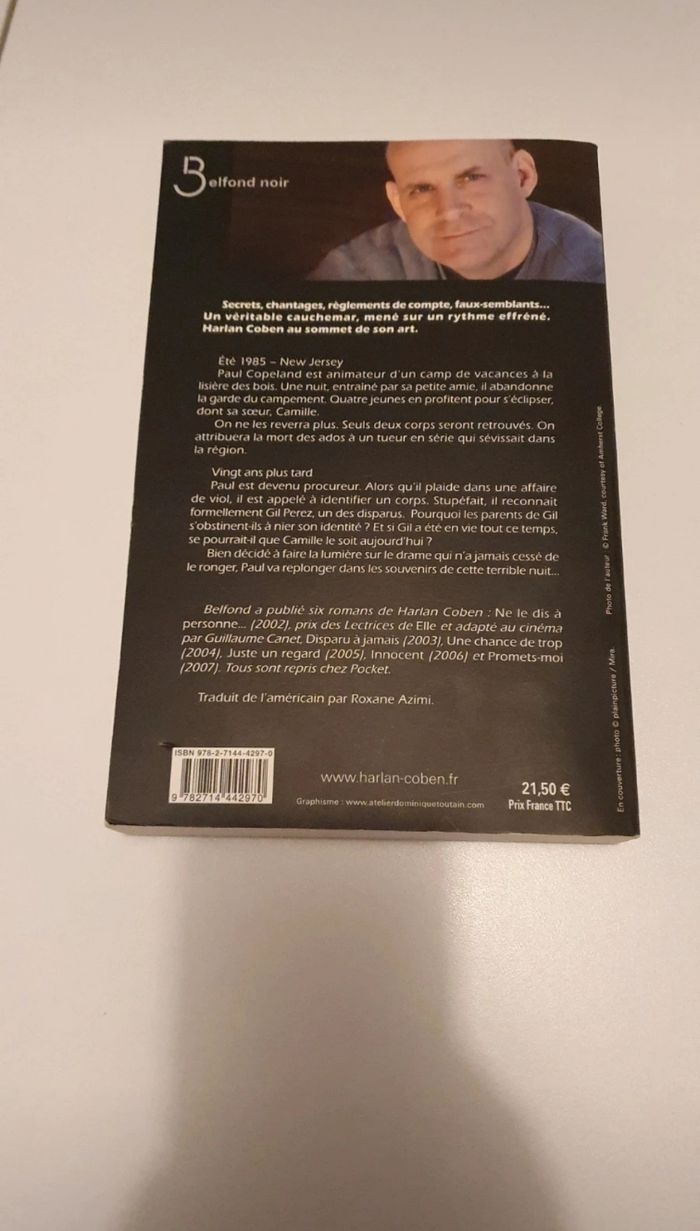 Belfond noir
Secrets, chantages, règlements de compte, faux-semblants...
Un véritable cauchemar, mené sur un rythme effréné.
Harlan Coben au sommet de son art.
Été 1985 – New Jersey
Paul Copeland est animateur d'un camp de vacances à la
lisière des bois. Une nuit, entraîné par sa petite amie, il abandonne
la garde du campement. Quatre jeunes en profitent pour s'éclipser,
dont sa sœur, Camille.
On ne les reverra plus. Seuls deux corps seront retrouvés. On
attribuera la mort des ados à un tueur en série qui sévissait dans
la région.
Vingt ans plus tard
Paul est devenu procureur. Alors qu'il plaide dans une affaire
de viol, il est appelé à identifier un corps. Stupéfait, il reconnaît
formellement Gil Perez, un des disparus. Pourquoi les parents de Gil
s'obstinent-ils à nier son identité ? Et si Gil a été en vie tout ce temps,
se pourrait-il que Camille le soit aujourd'hui ?
Bien décidé à faire la lumière sur le drame qui n'a jamais cessé de
le ronger, Paul va replonger dans les souvenirs de cette terrible nuit...
Belfond a publié six romans de Harlan Coben : Ne le dis à
personne... (2002), prix des Lectrices de Elle et adapté au cinéma
par Guillaume Canet, Disparu à jamais (2003), Une chance de trop
(2004), Juste un regard (2005), Innocent (2006) et Promets-moi
(2007). Tous sont repris chez Pocket.
Traduit de l'américain par Roxane Azimi.
ISBN 978-2-7144-4297-0
9 782714 442970
www.harlan-coben.fr
Graphisme : www.atelierdominiquetoutain.com
21,50 €
Prix France TTC
En couverture : photo © plainpicture / Mira. Photo de l'auteur : © Frank Ward, courtesy of Amherst College